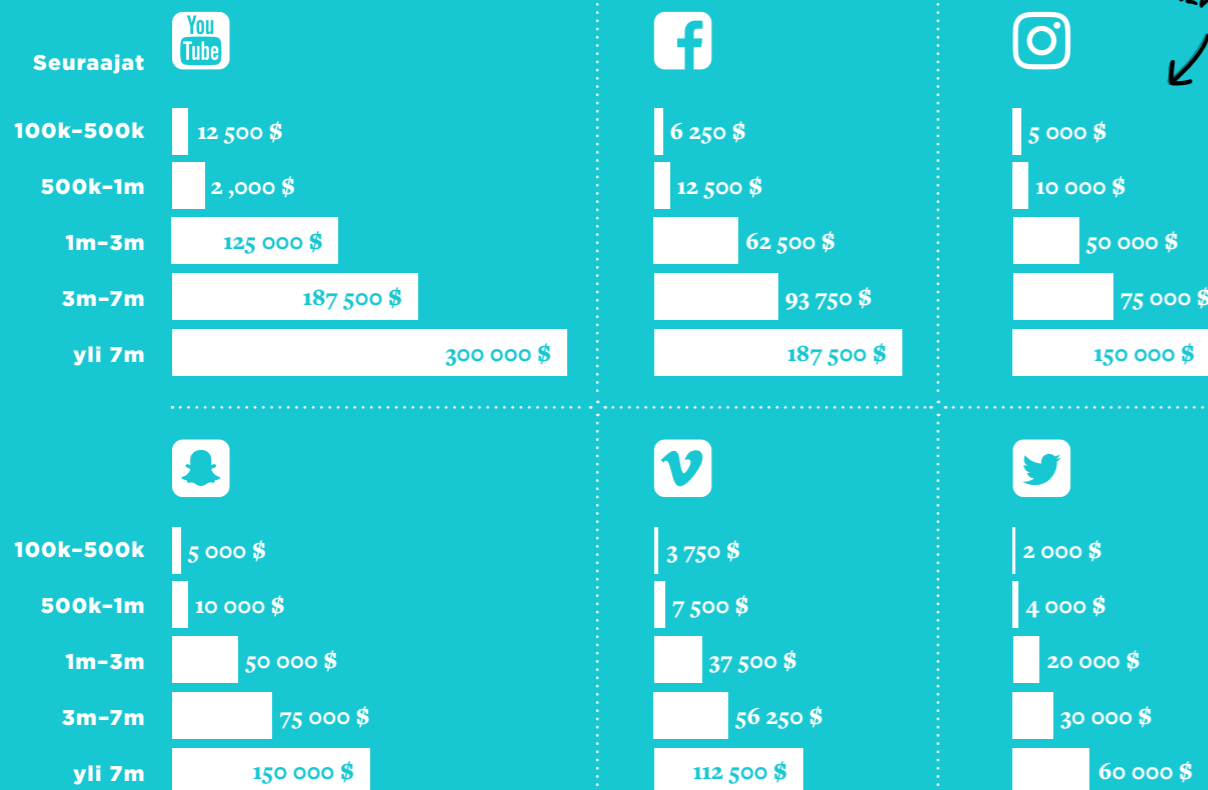 You
Tube
Seuraajat
100k–500k 12 500 $ 6 250 $ 5 000 $
500k–1m 2 ,000 $ 12 500 $ 10 000 $
1m–3m 125 000 $ 62 500 $ 50 000 $
3m–7m 187 500 $ 93 750 $ 75 000 $
yli 7m 300 000 $ 187 500 $ 150 000 $
100k–500k 5 000 $ 3 750 $ 2 000 $
500k–1m 10 000 $ 7 500 $ 4 000 $
1m–3m 50 000 $ 37 500 $ 20 000 $
3m–7m 75 000 $ 56 250 $ 30 000 $
yli 7m 150 000 $ 112 500 $ 60 000 $